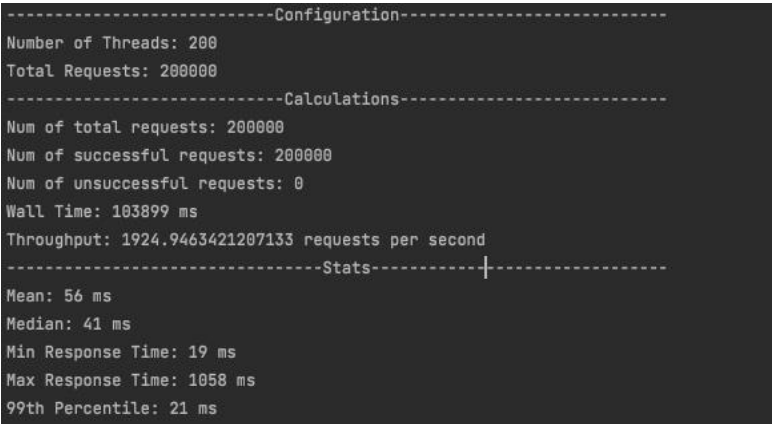 ----------------------------Configuration----------------------------
Number of Threads: 200
Total Requests: 200000
-----------------------------Calculations----------------------------
Num of total requests: 200000
Num of successful requests: 200000
Num of unsuccessful requests: 0
Wall Time: 103899 ms
Throughput: 1924.9463421207133 requests per second
---------------------------------Stats-------------------------------
Mean: 56 ms
Median: 41 ms
Min Response Time: 19 ms
Max Response Time: 1058 ms
99th Percentile: 21 ms